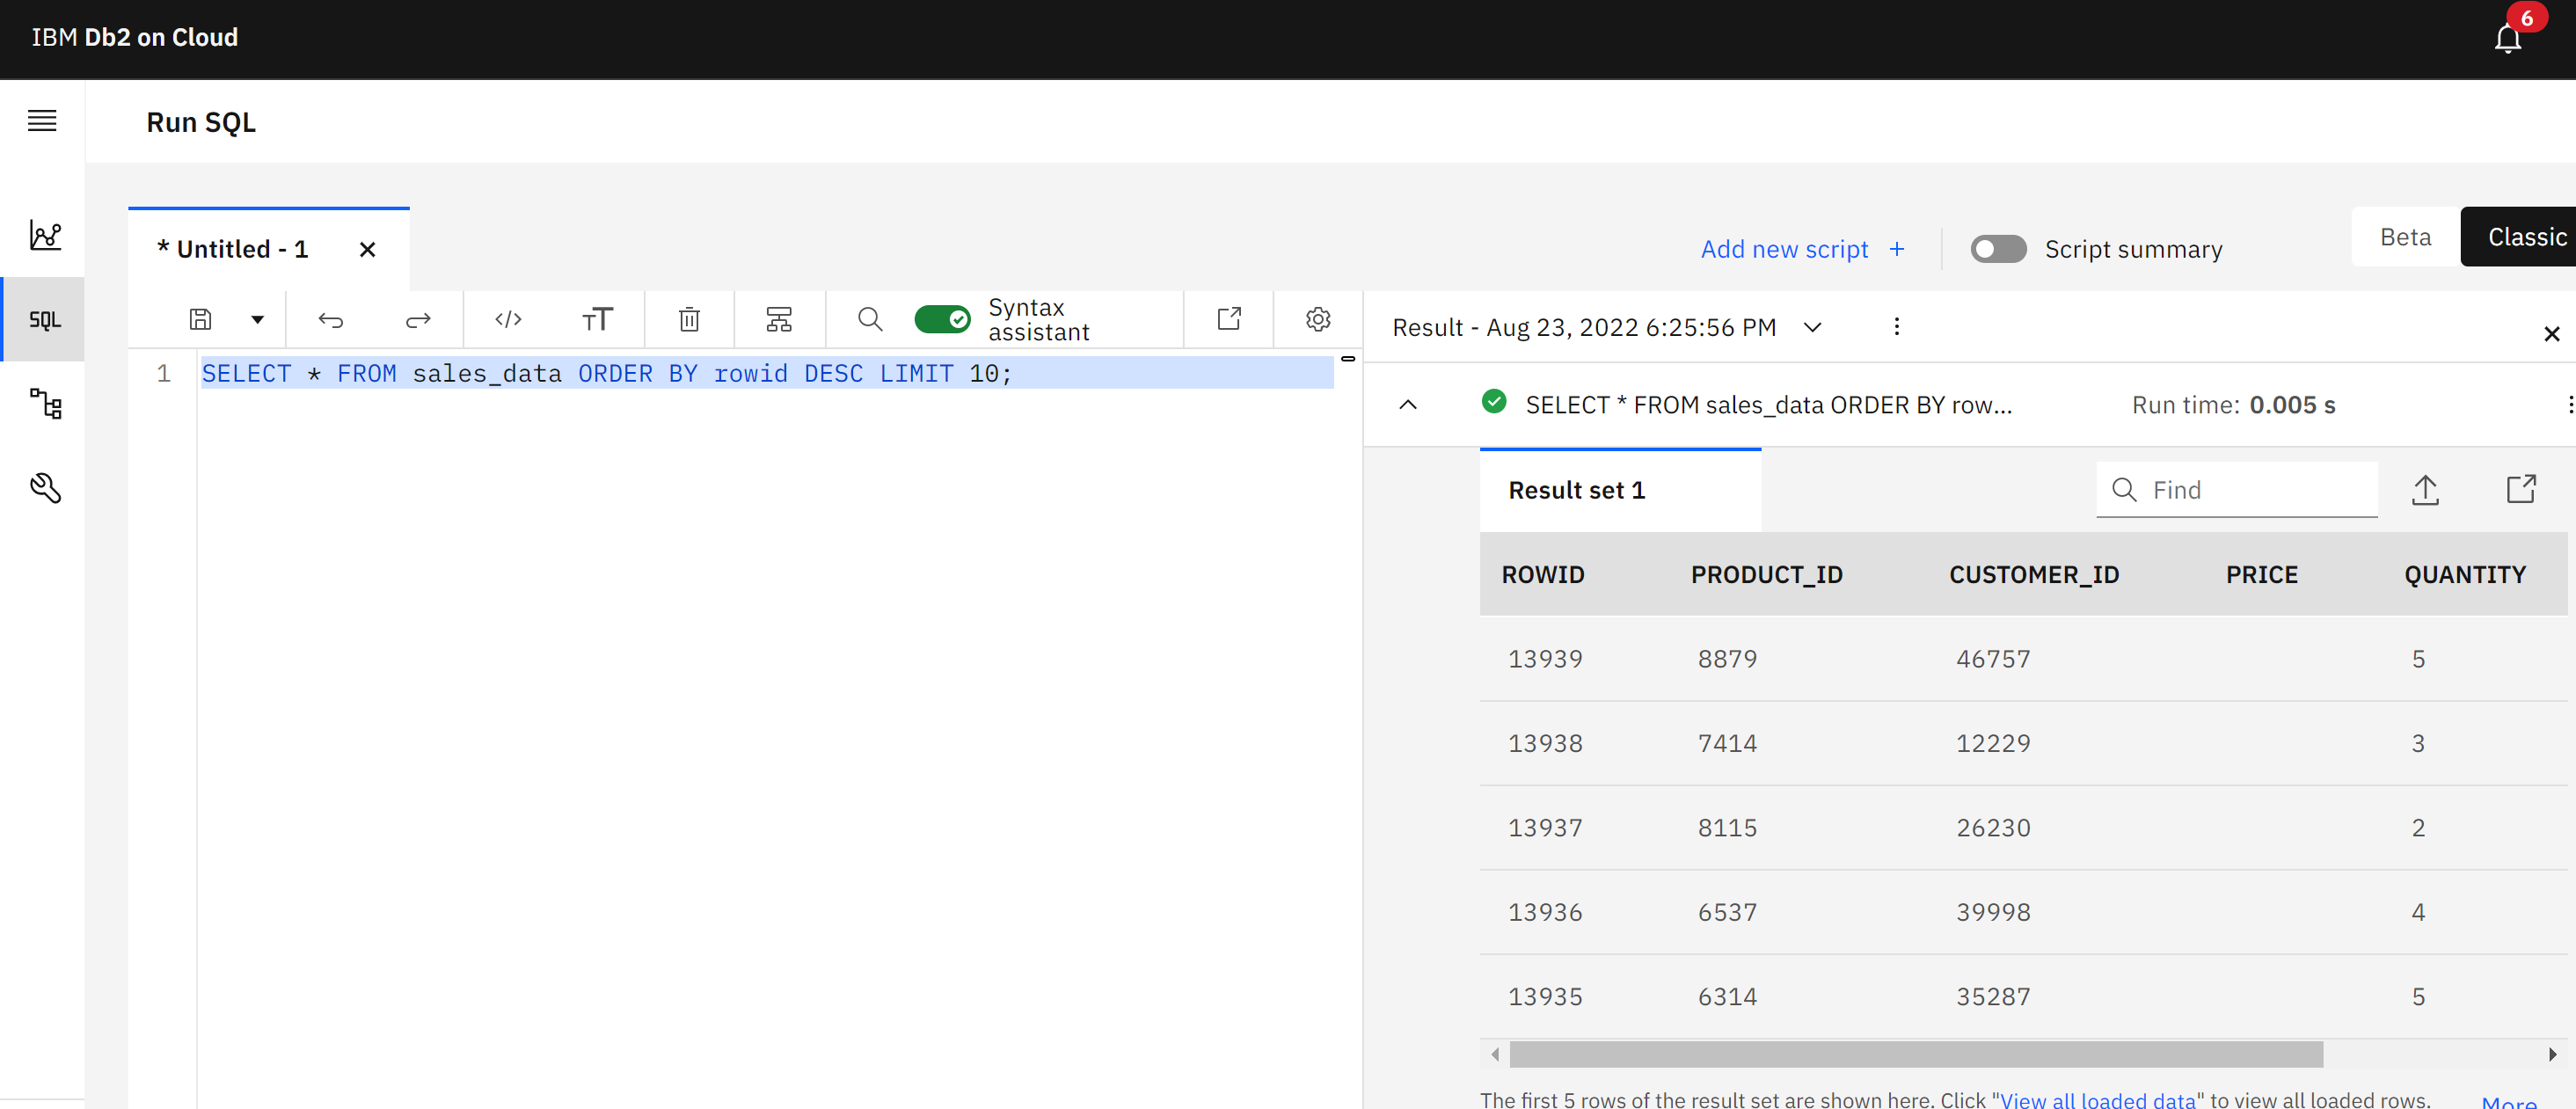 IBM Db2 on Cloud
6
Run SQL
* Untitled - 1
Add new script +
Script summary
Beta
Classic
SQL
Syntax assistant
Result - Aug 23, 2022 6:25:56 PM
1 SELECT * FROM sales_data ORDER BY rowid DESC LIMIT 10;
SELECT * FROM sales_data ORDER BY row...
Run time: 0.005 s
Result set 1
Find
ROWID PRODUCT_ID CUSTOMER_ID PRICE QUANTITY
13939 8879 46757 5
13938 7414 12229 3
13937 8115 26230 2
13936 6537 39998 4
13935 6314 35287 5
The first 5 rows of the result set are shown here. Click "View all loaded data" to view all loaded rows.
More